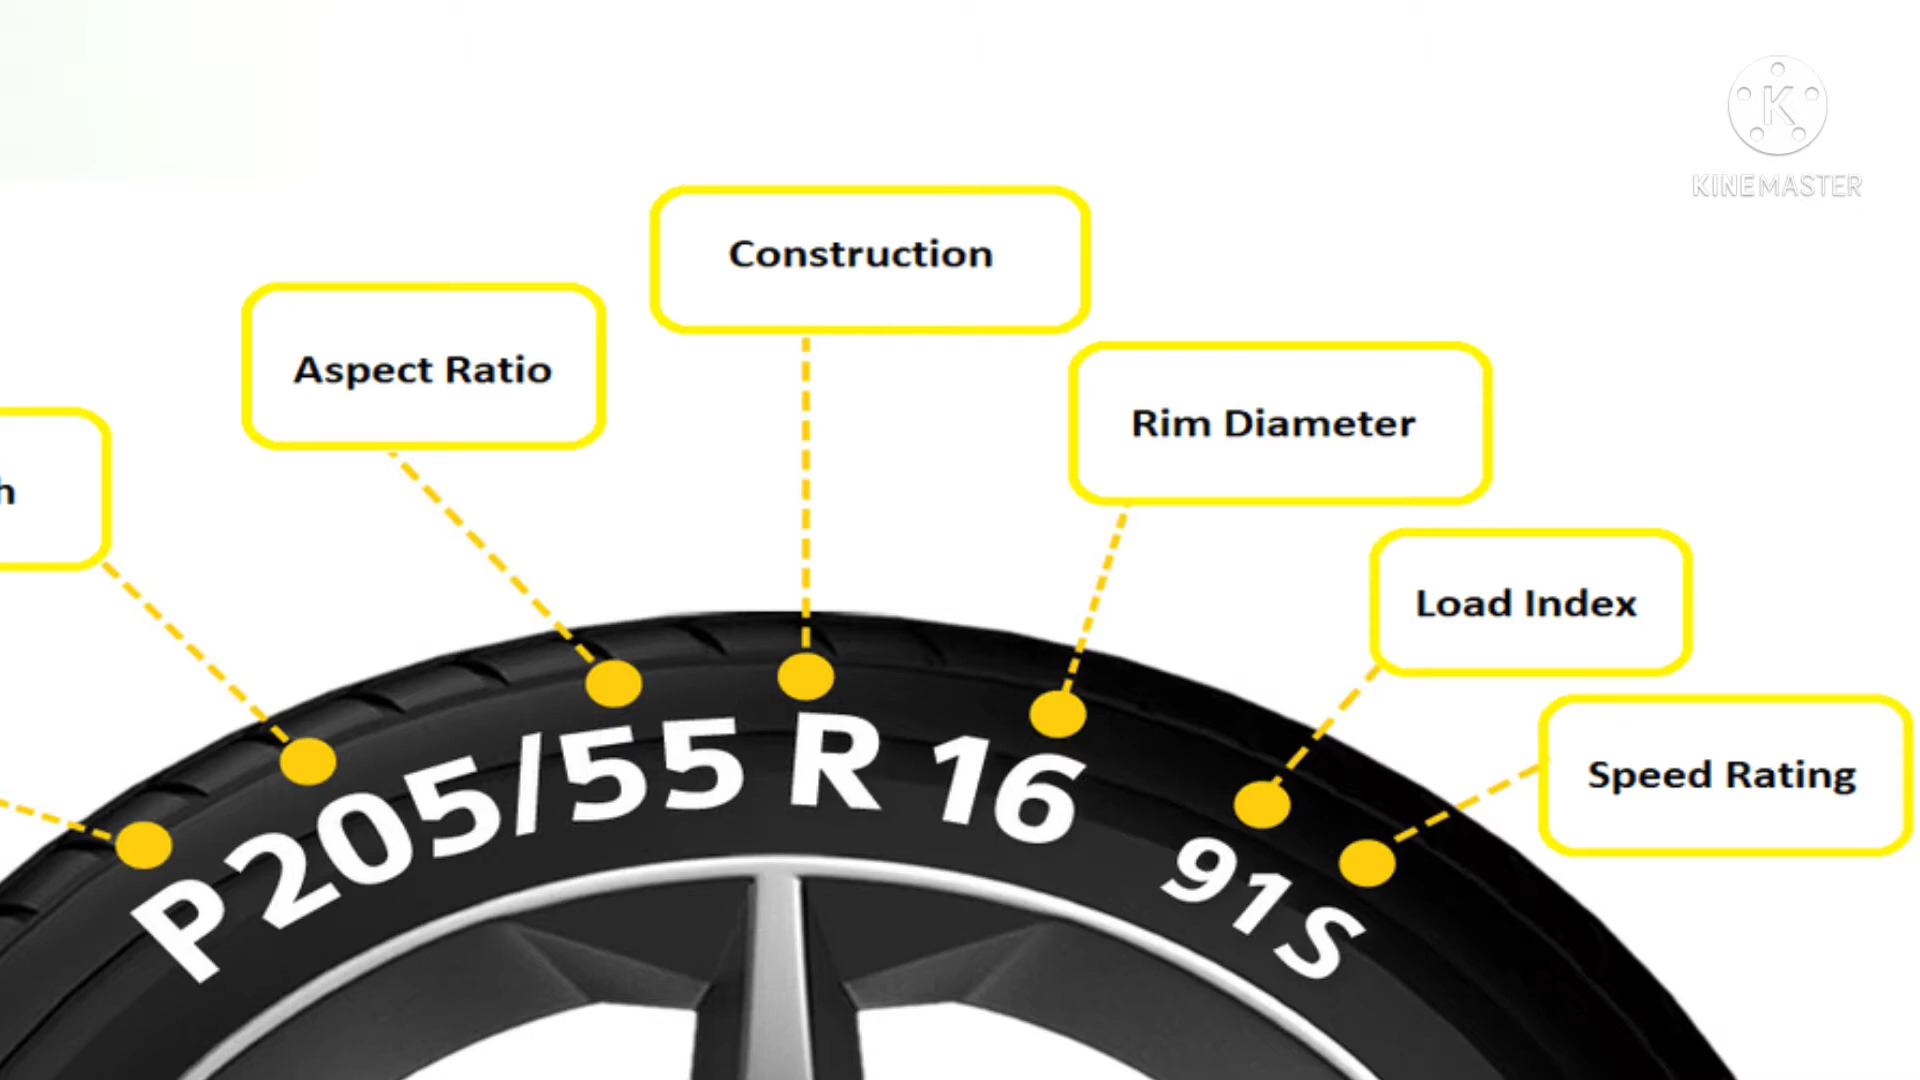 KINEMASTER
Construction
Aspect Ratio
Rim Diameter
h
Load Index
Speed Rating
P205/55 R 16 91S